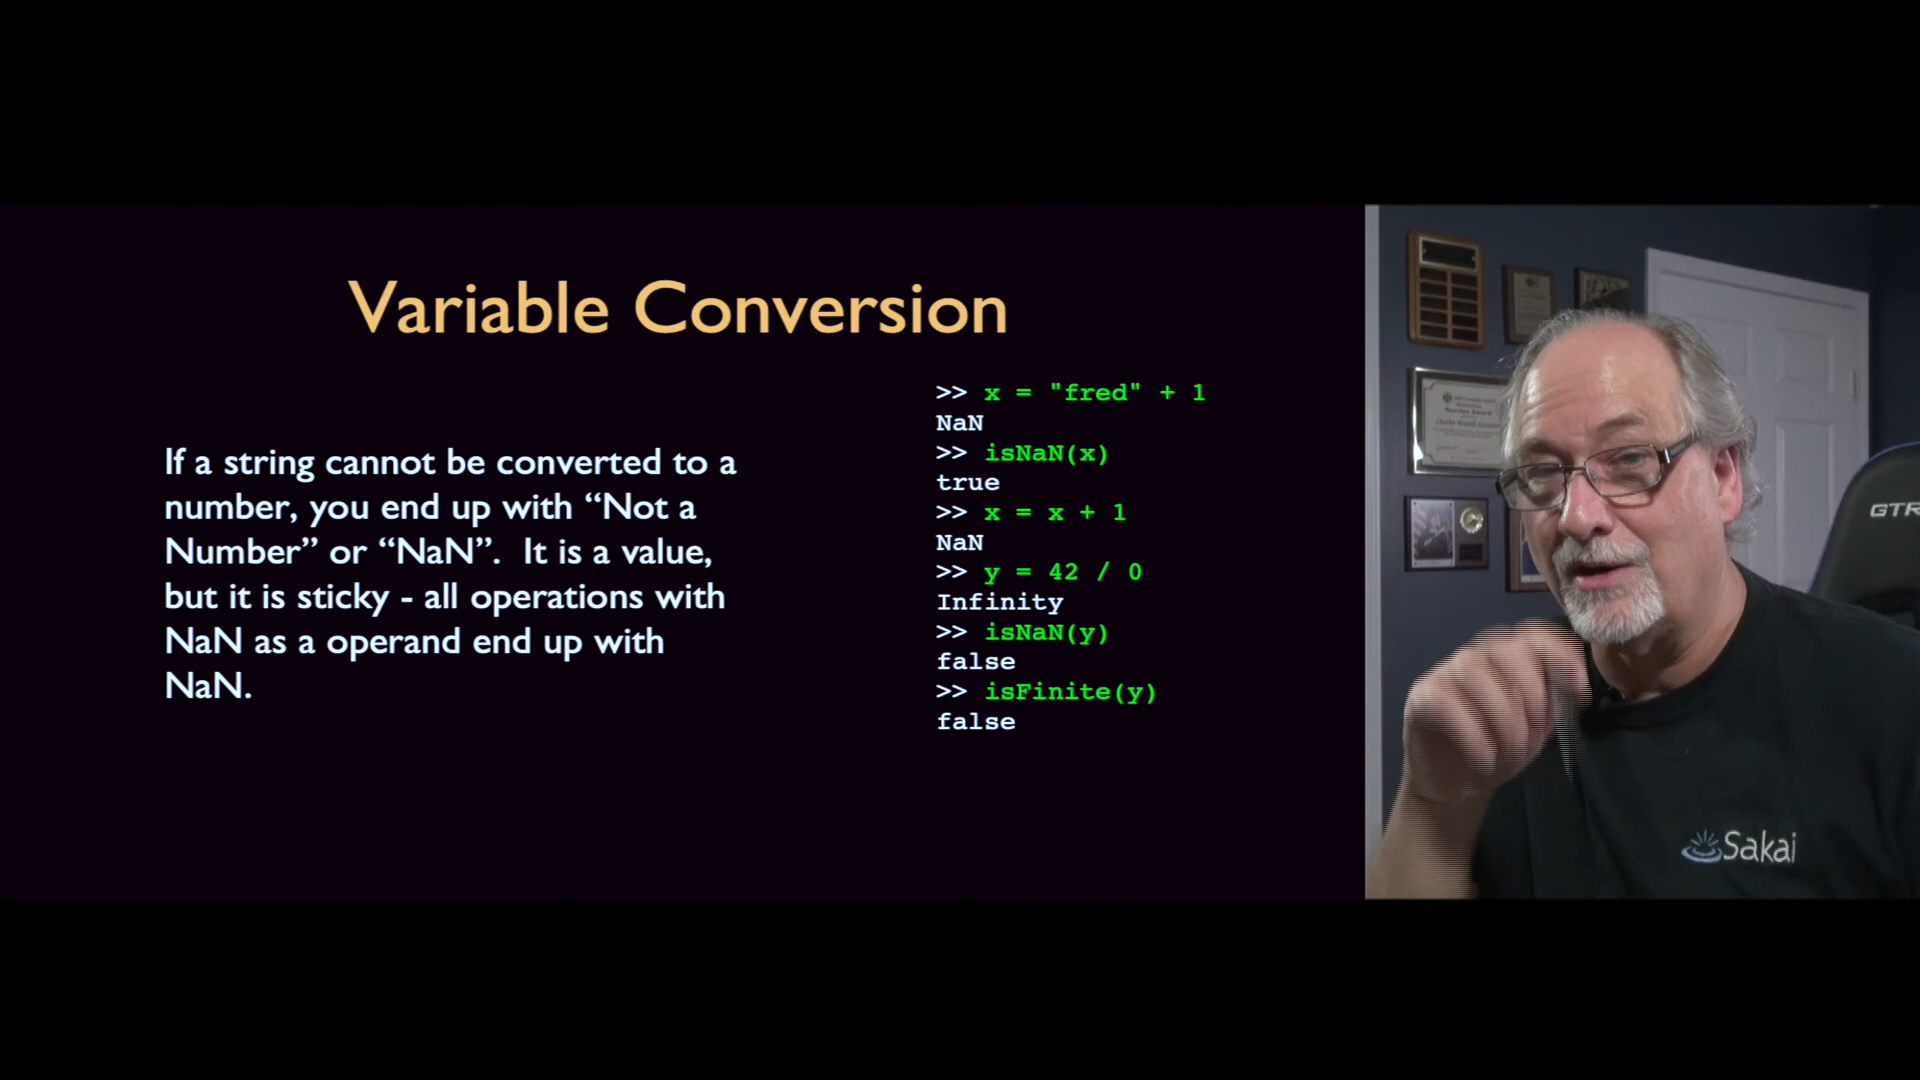 Variable Conversion
If a string cannot be converted to a
number, you end up with “Not a
Number” or “NaN”.  It is a value,
but it is sticky - all operations with
NaN as a operand end up with
NaN.
>> x = "fred" + 1
NaN
>> isNaN(x)
true
>> x = x + 1
NaN
>> y = 42 / 0
Infinity
>> isNaN(y)
false
>> isFinite(y)
false
Service Award
GTR
Sakai